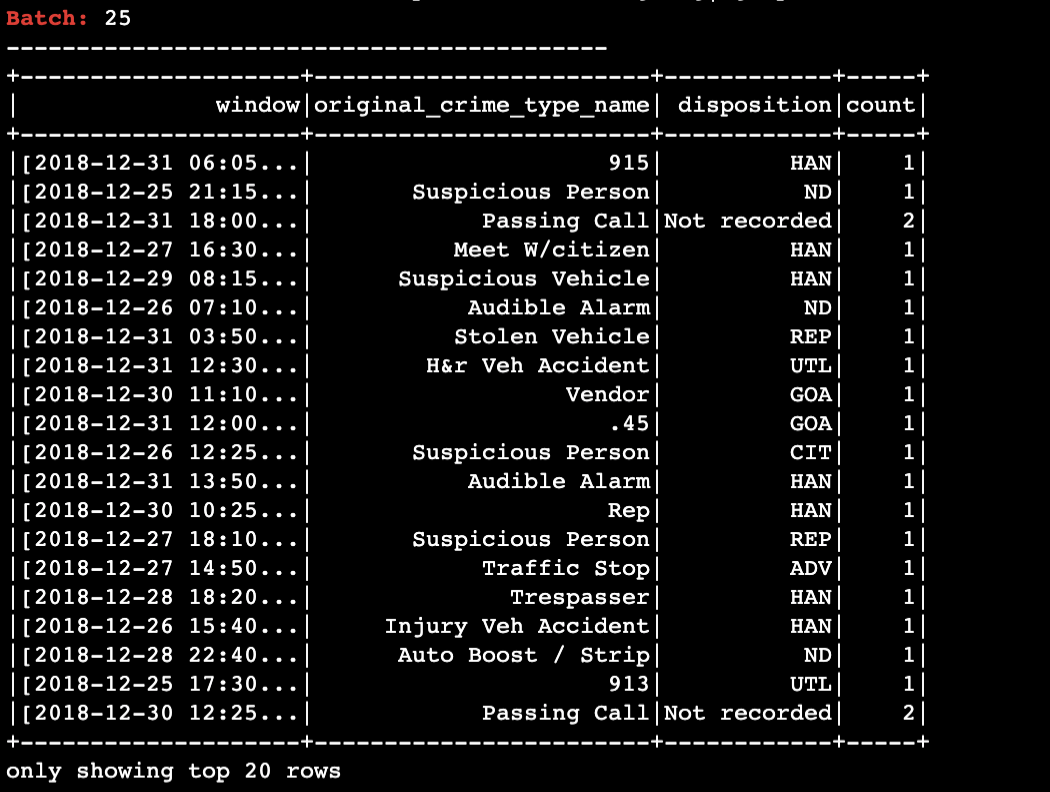 Batch: 25
-------------------------------------------
+--------------------+------------------------+------------+-----+
|              window|original_crime_type_name| disposition|count|
+--------------------+------------------------+------------+-----+
|[2018-12-31 06:05...|                     915|         HAN|    1|
|[2018-12-25 21:15...|       Suspicious Person|          ND|    1|
|[2018-12-31 18:00...|            Passing Call|Not recorded|    2|
|[2018-12-27 16:30...|          Meet W/citizen|         HAN|    1|
|[2018-12-29 08:15...|      Suspicious Vehicle|         HAN|    1|
|[2018-12-26 07:10...|           Audible Alarm|          ND|    1|
|[2018-12-31 03:50...|          Stolen Vehicle|         REP|    1|
|[2018-12-31 12:30...|        H&r Veh Accident|         UTL|    1|
|[2018-12-30 11:10...|                  Vendor|         GOA|    1|
|[2018-12-31 12:00...|                     .45|         GOA|    1|
|[2018-12-26 12:25...|       Suspicious Person|         CIT|    1|
|[2018-12-31 13:50...|           Audible Alarm|         HAN|    1|
|[2018-12-30 10:25...|                     Rep|         HAN|    1|
|[2018-12-27 18:10...|       Suspicious Person|         REP|    1|
|[2018-12-27 14:50...|            Traffic Stop|         ADV|    1|
|[2018-12-28 18:20...|              Trespasser|         HAN|    1|
|[2018-12-26 15:40...|     Injury Veh Accident|         HAN|    1|
|[2018-12-28 22:40...|      Auto Boost / Strip|          ND|    1|
|[2018-12-25 17:30...|                     913|         UTL|    1|
|[2018-12-30 12:25...|            Passing Call|Not recorded|    2|
+--------------------+------------------------+------------+-----+
only showing top 20 rows